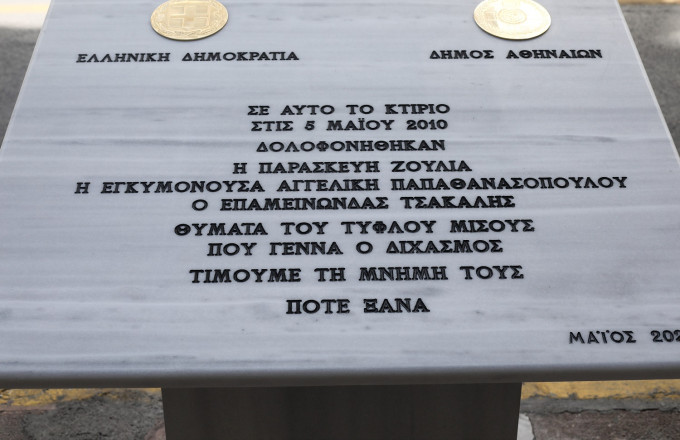 ΕΛΛΗΝΙΚΗ ΔΗΜΟΚΡΑΤΙΑ
ΔΗΜΟΣ ΑΘΗΝΑΙΩΝ
ΣΕ ΑΥΤΟ ΤΟ ΚΤΙΡΙΟ
ΣΤΙΣ 5 ΜΑΪΟΥ 2010
ΔΟΛΟΦΟΝΗΘΗΚΑΝ
Η ΠΑΡΑΣΚΕΥΗ ΖΟΥΛΙΑ
Η ΕΓΚΥΜΟΝΟΥΣΑ ΑΓΓΕΛΙΚΗ ΠΑΠΑΘΑΝΑΣΟΠΟΥΛΟΥ
Ο ΕΠΑΜΕΙΝΩΝΔΑΣ ΤΣΑΚΑΛΗΣ
ΘΥΜΑΤΑ ΤΟΥ ΤΥΦΛΟΥ ΜΙΣΟΥΣ
ΠΟΥ ΓΕΝΝΑ Ο ΔΙΧΑΣΜΟΣ
ΤΙΜΟΥΜΕ ΤΗ ΜΝΗΜΗ ΤΟΥΣ
ΠΟΤΕ ΞΑΝΑ
ΜΑΪΟΣ